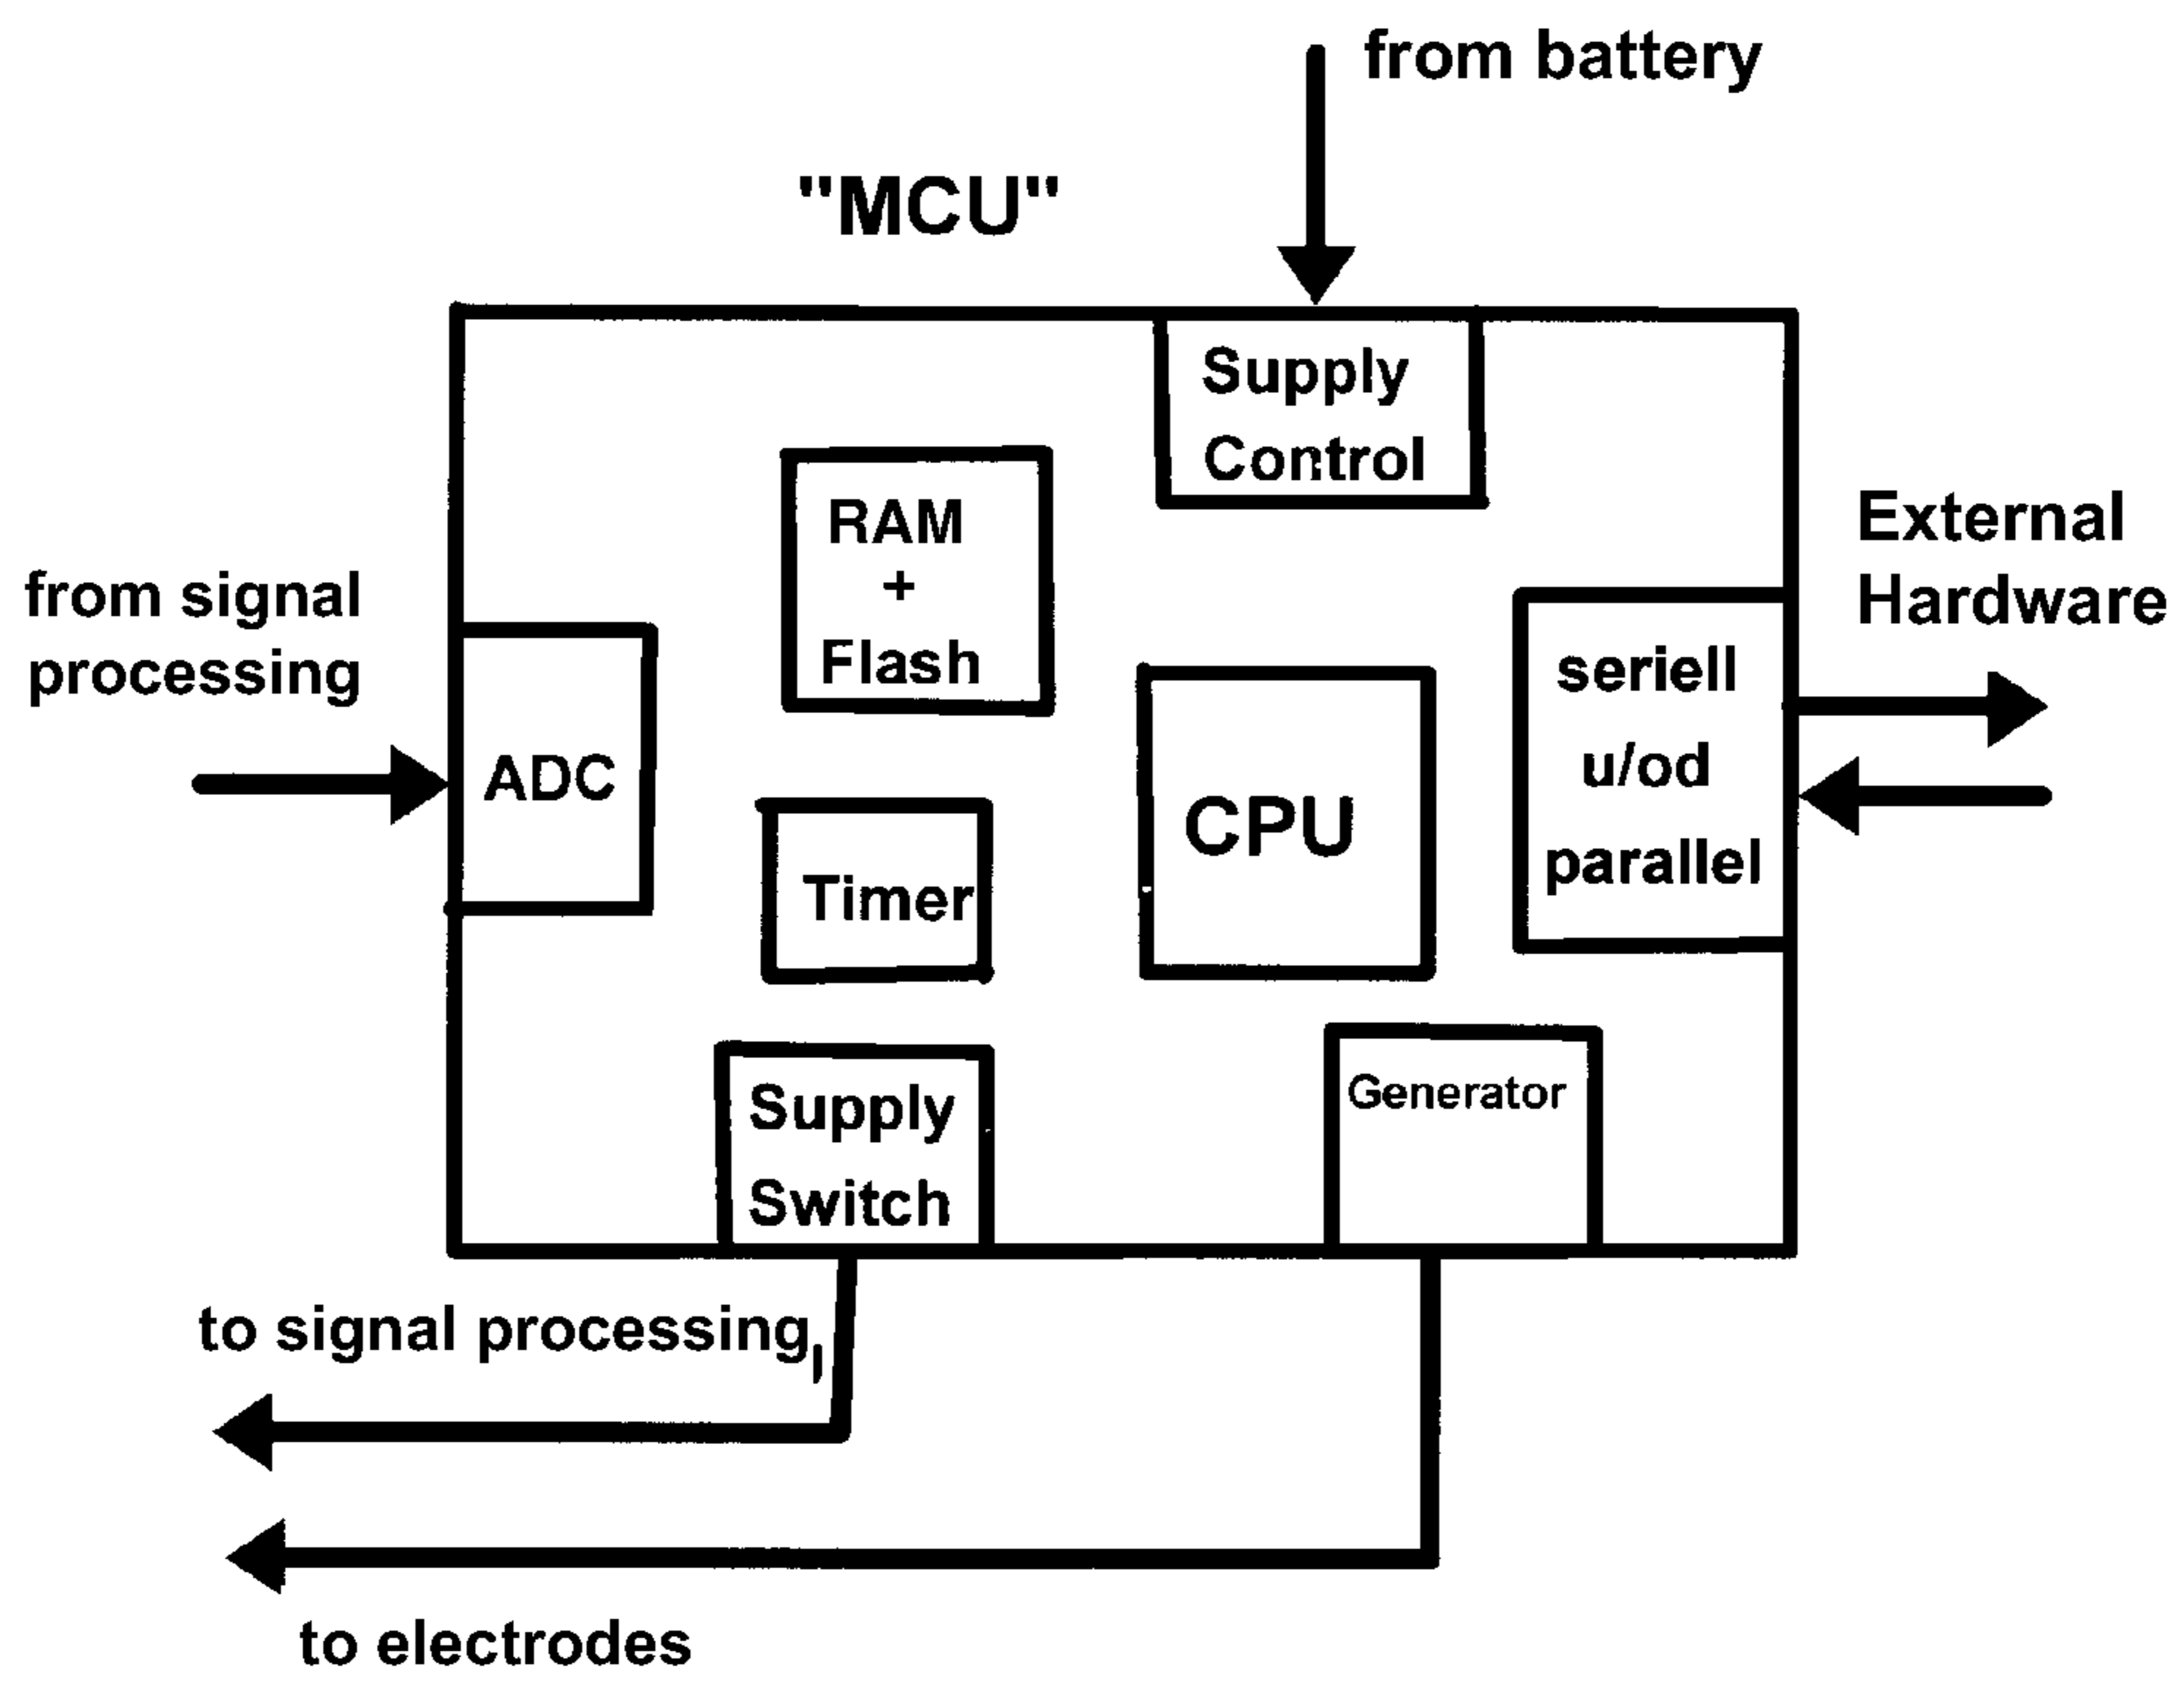 from battery
"MCU"
Supply
Control
RAM
+
Flash
External
Hardware
from signal
processing
seriell
u/od
parallel
ADC
CPU
Timer
Supply
Switch
Generator
to signal processing,
to electrodes